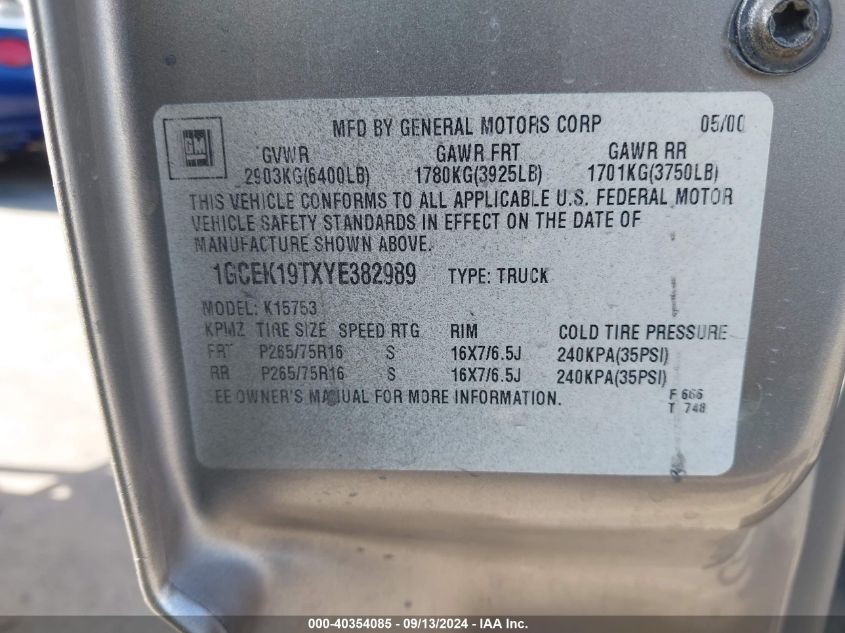 GM
MFD BY GENERAL MOTORS CORP 05/00
GVWR GAWR FRT GAWR RR
2903KG(6400LB) 1780KG(3925LB) 1701KG(3750LB)
THIS VEHICLE CONFORMS TO ALL APPLICABLE U.S. FEDERAL MOTOR
VEHICLE SAFETY STANDARDS IN EFFECT ON THE DATE OF
MANUFACTURE SHOWN ABOVE.
1GCEK19TXYE382989 TYPE: TRUCK
MODEL: K15753
KPMZ TIRE SIZE SPEED RTG RIM COLD TIRE PRESSURE
FRT P265/75R16 S 16X7/6.5J 240KPA(35PSI)
RR P265/75R16 S 16X7/6.5J 240KPA(35PSI)
SEE OWNER'S MANUAL FOR MORE INFORMATION. F 666
T 748
000-40354085 - 09/13/2024 - IAA Inc.